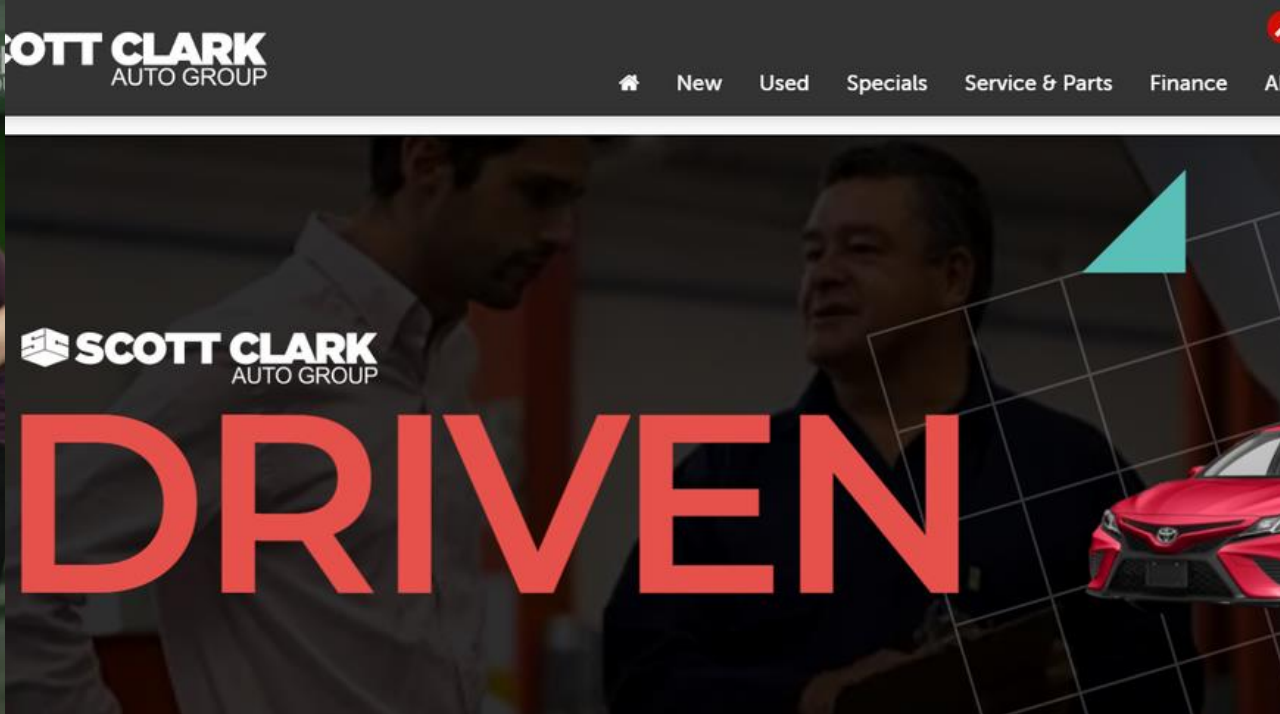 COTT CLARK
AUTO GROUP
New Used Specials Service & Parts Finance
SCOTT CLARK
AUTO GROUP
DRIVEN